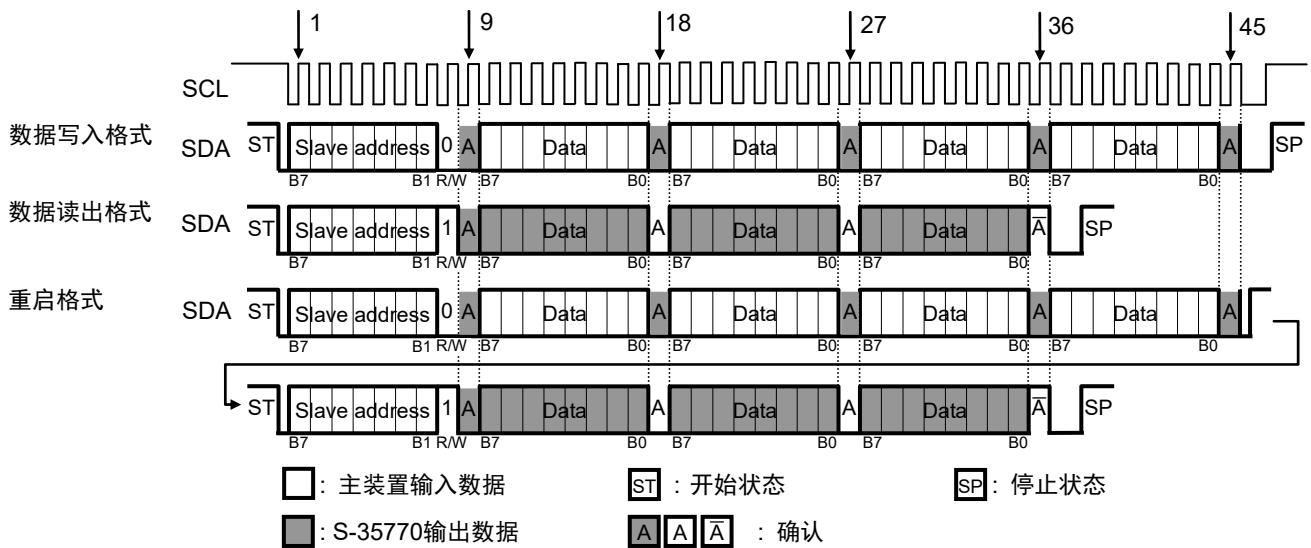 1 9 18 27 36 45
SCL
数据写入格式 SDA ST Slave address 0 A Data A Data A Data A Data A SP
B7 B1 R/W B7 B0 B7 B0 B7 B0 B7 B0
数据读出格式 SDA ST Slave address 1 A Data A Data A Data A̅ SP
B7 B1 R/W B7 B0 B7 B0 B7 B0
重启格式 SDA ST Slave address 0 A Data A Data A Data A Data A
B7 B1 R/W B7 B0 B7 B0 B7 B0 B7 B0
ST Slave address 1 A Data A Data A Data A̅ SP
B7 B1 R/W B7 B0 B7 B0 B7 B0
: 主装置输入数据 ST : 开始状态 SP : 停止状态
: S-35770输出数据 A A A̅ : 确认